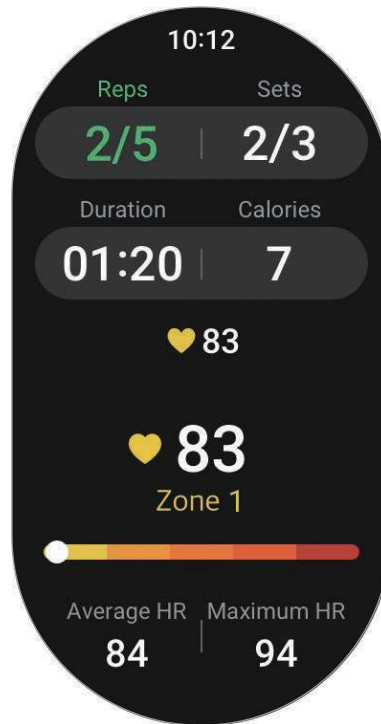 10:12
Reps Sets
2/5 2/3
Duration Calories
01:20 7
83
83
Zone 1
Average HR Maximum HR
84 94